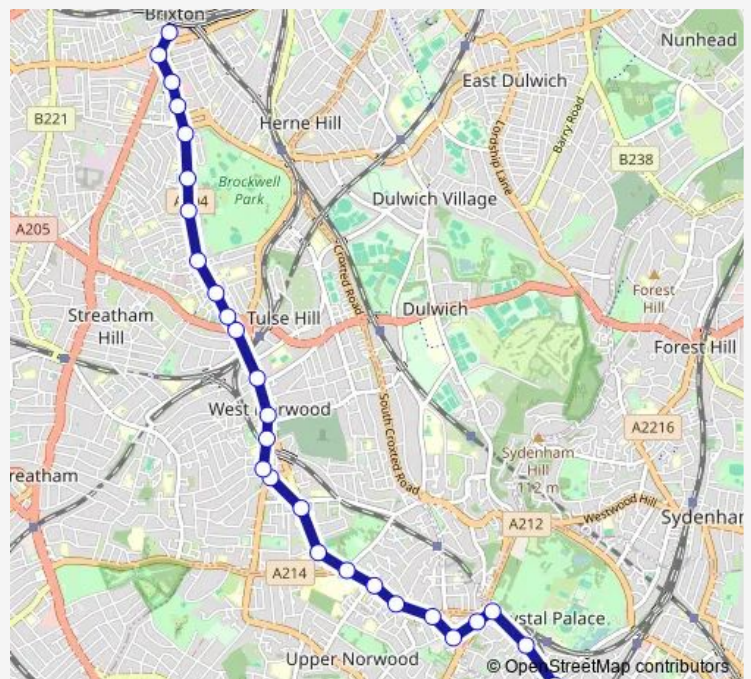 Brixton
Nunhead
East Dulwich
B221
Herne Hill
Lordship Lane
Barry Road
B238
Brockwell
Park
Dulwich Village
A205
Croxted Road
Forest
Hill
Streatham
Hill
Tulse Hill
Dulwich
Forest Hill
West Norwood
South Croxted Road
A2216
reatham
Sydenham
Hill
112 m
Westwood Hill
A212
Sydenham
A214
ystal Palace
Upper Norwood
© OpenStreetMap contributors